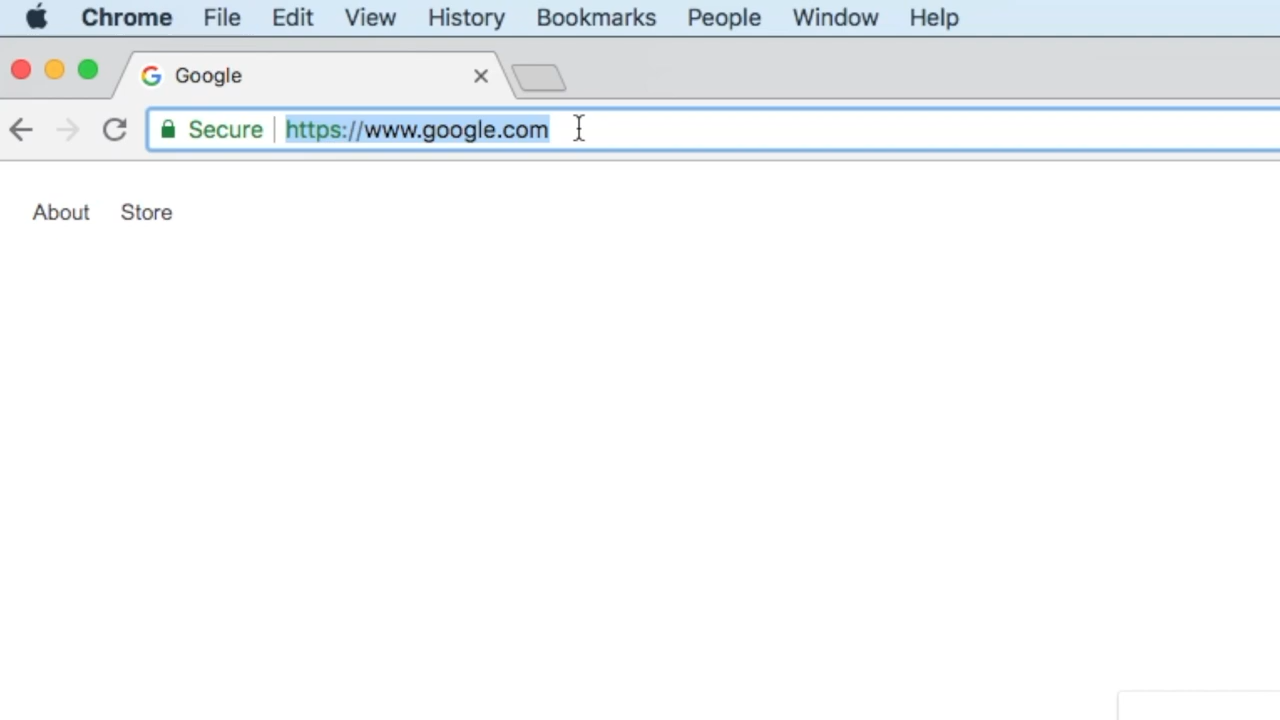 Chrome File Edit View History Bookmarks People Window Help
Google
Secure https://www.google.com
About Store